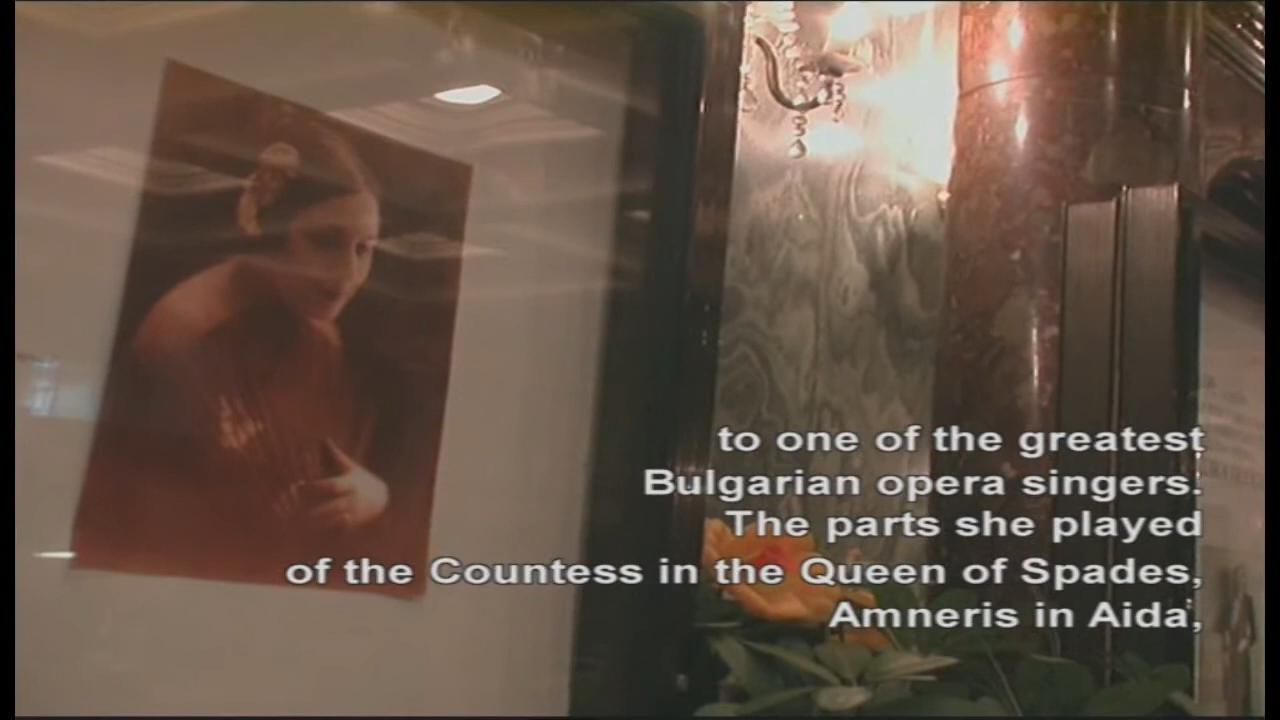 to one of the greatest
Bulgarian opera singers.
The parts she played
of the Countess in the Queen of Spades,
Amneris in Aida,